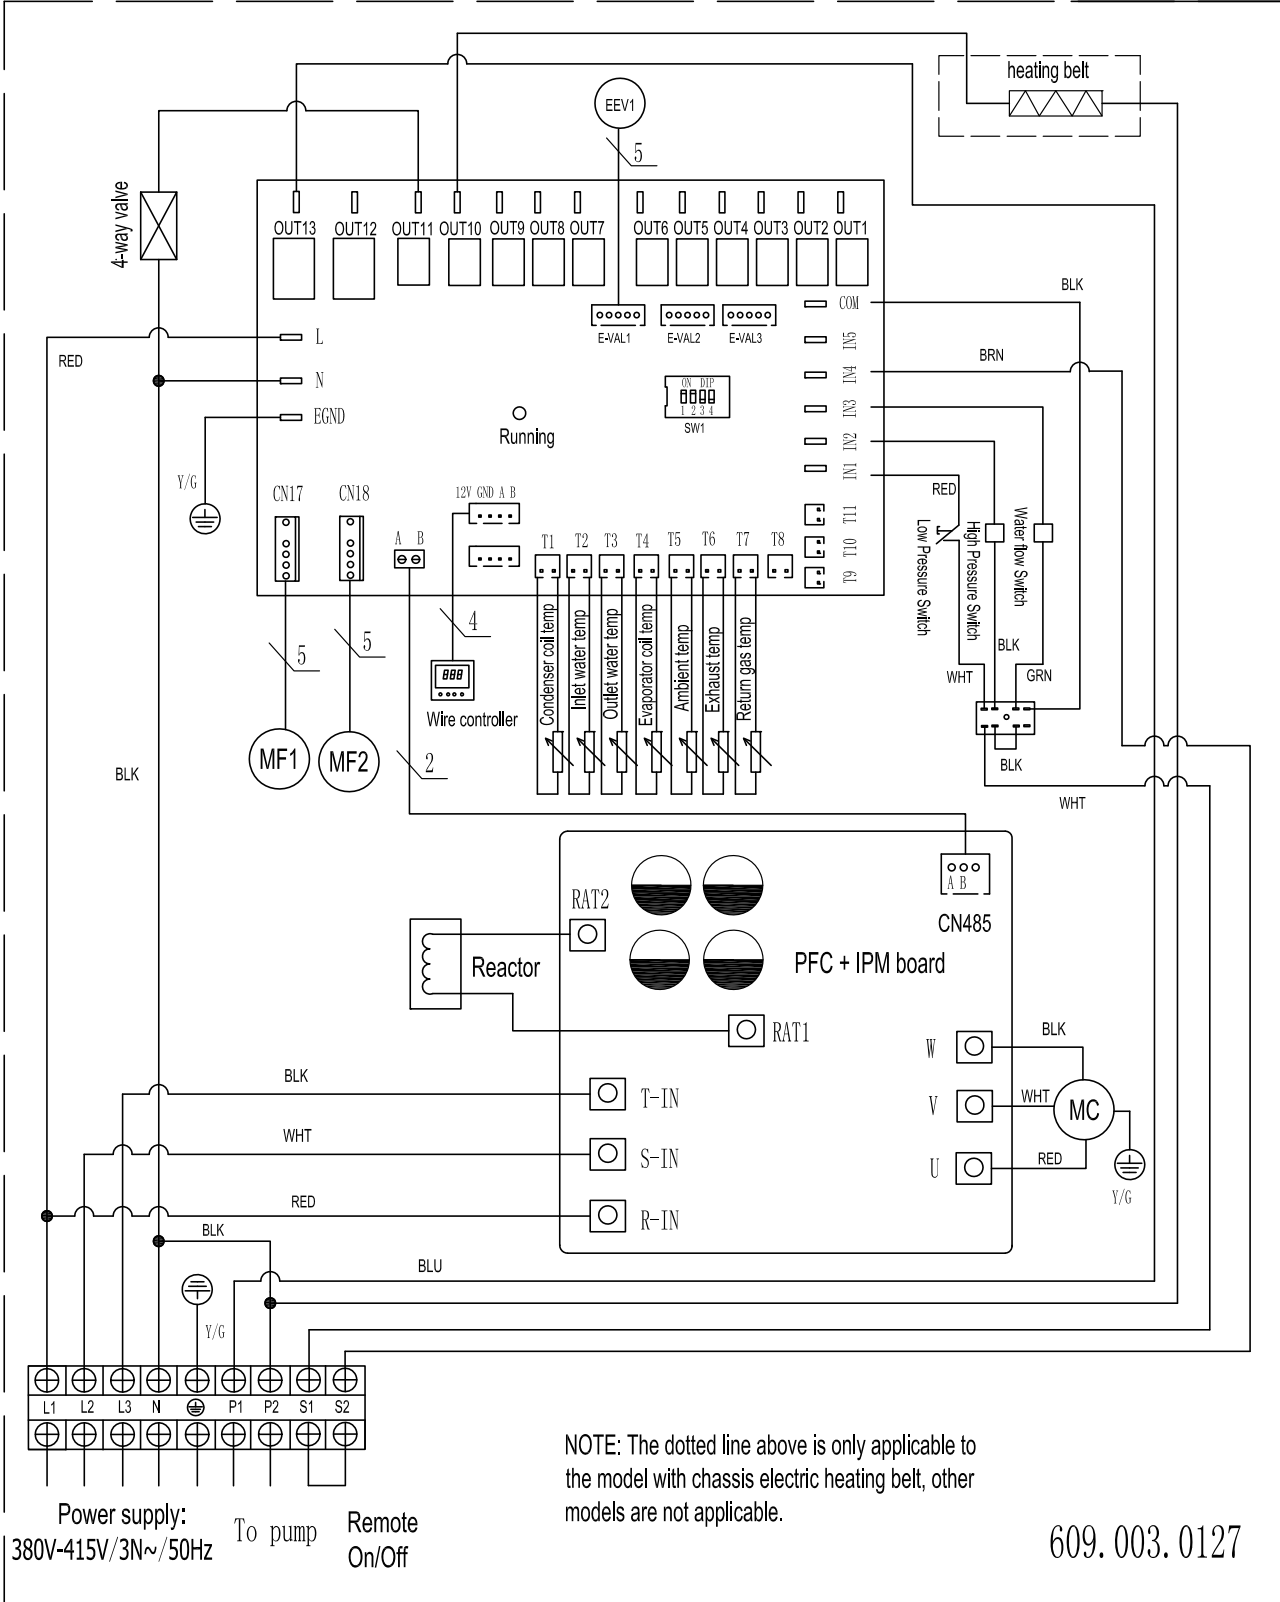 heating belt
EEV1
5
4-way valve
OUT13
OUT12
OUT11
OUT10
OUT9
OUT8
OUT7
OUT6
OUT5
OUT4
OUT3
OUT2
OUT1
E-VAL1
E-VAL2
E-VAL3
COM
IN5
IN4
IN3
IN2
IN1
BLK
BRN
RED
L
N
EGND
Y/G
ON DIP
1 2 3 4
SW1
Running
CN17
CN18
A B
12V GND A B
T1
T2
T3
T4
T5
T6
T7
T8
T11
T10
T9
RED
Low Pressure Switch
High Pressure Switch
Water flow Switch
BLK
WHT
GRN
BLK
WHT
5
5
4
2
888
Wire controller
MF1
MF2
Condenser coil temp
Inlet water temp
Outlet water temp
Evaporator coil temp
Ambient temp
Exhaust temp
Return gas temp
BLK
A B
CN485
RAT2
Reactor
PFC + IPM board
RAT1
W
BLK
V
WHT
MC
U
RED
Y/G
BLK
T-IN
WHT
S-IN
RED
R-IN
BLK
BLU
Y/G
L1
L2
L3
N
P1
P2
S1
S2
Power supply:
380V-415V/3N~/50Hz
To pump
Remote
On/Off
NOTE: The dotted line above is only applicable to
the model with chassis electric heating belt, other
models are not applicable.
609.003.0127